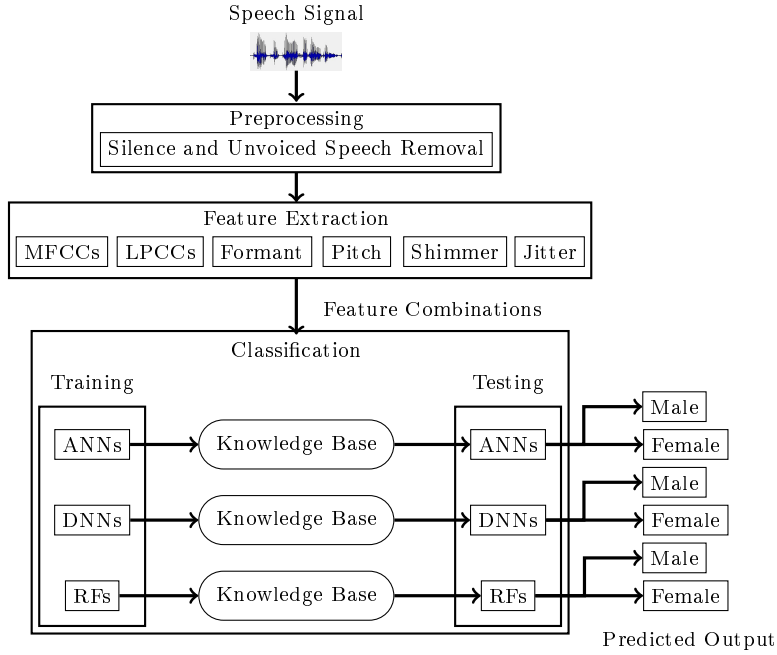 Speech Signal
Preprocessing
Silence and Unvoiced Speech Removal
Feature Extraction
MFCCs LPCCs Formant Pitch Shimmer Jitter
Feature Combinations
Classification
Training Testing
Male
ANNs Knowledge Base ANNs Female
Male
DNNs Knowledge Base DNNs Female
Male
RFs Knowledge Base RFs Female
Predicted Output